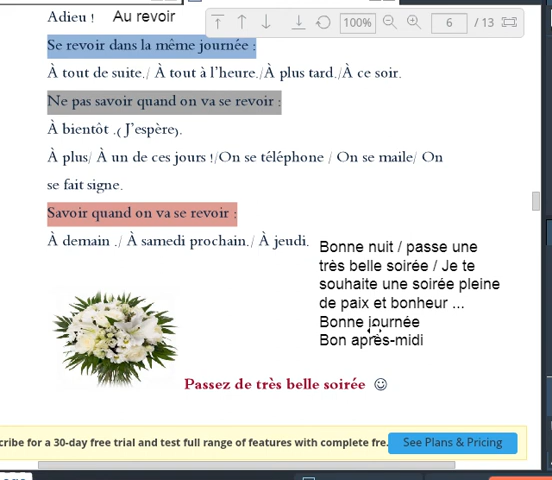 Adieu ! Au revoir
100% 6 / 13
Se revoir dans la même journée :
À tout de suite./ À tout à l'heure./À plus tard./À ce soir.
Ne pas savoir quand on va se revoir :
À bientôt .( J'espère).
À plus/ À un de ces jours !/On se téléphone / On se maile/ On
se fait signe.
Savoir quand on va se revoir :
À demain ./ À samedi prochain./ À jeudi.
Bonne nuit / passe une
très belle soirée / Je te
souhaite une soirée pleine
de paix et bonheur ...
Bonne journée
Bon après-midi
Passez de très belle soirée ☺
cribe for a 30-day free trial and test full range of features with complete fre. See Plans & Pricing